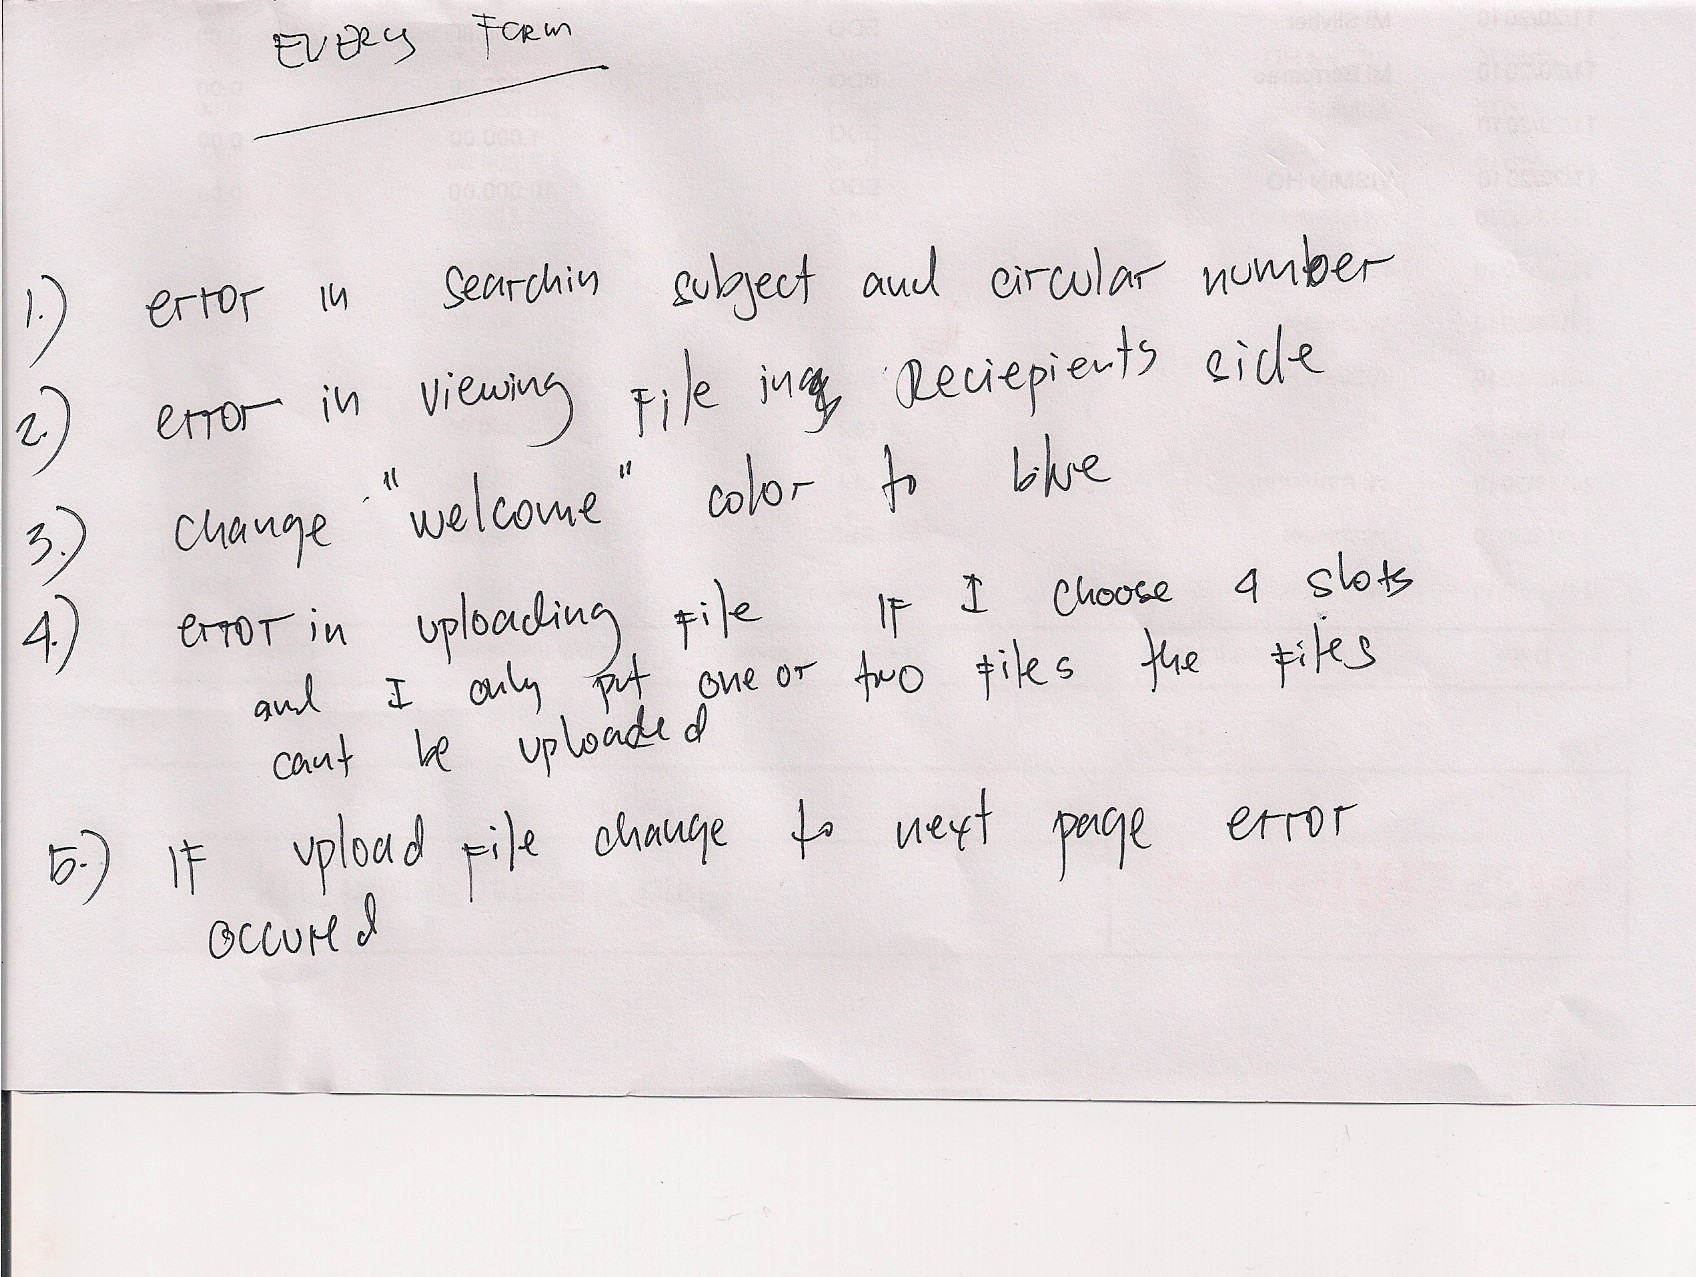 EVERY FORM
1.) error in searchin subject and circular number
2.) error in viewing File in Reciepients side
3.) change "welcome" color to blue
4.) error in uploading file IF I choose 4 slots
and I only put one or two files the files
cant be uploaded
5.) IF upload file change to next page error
occured